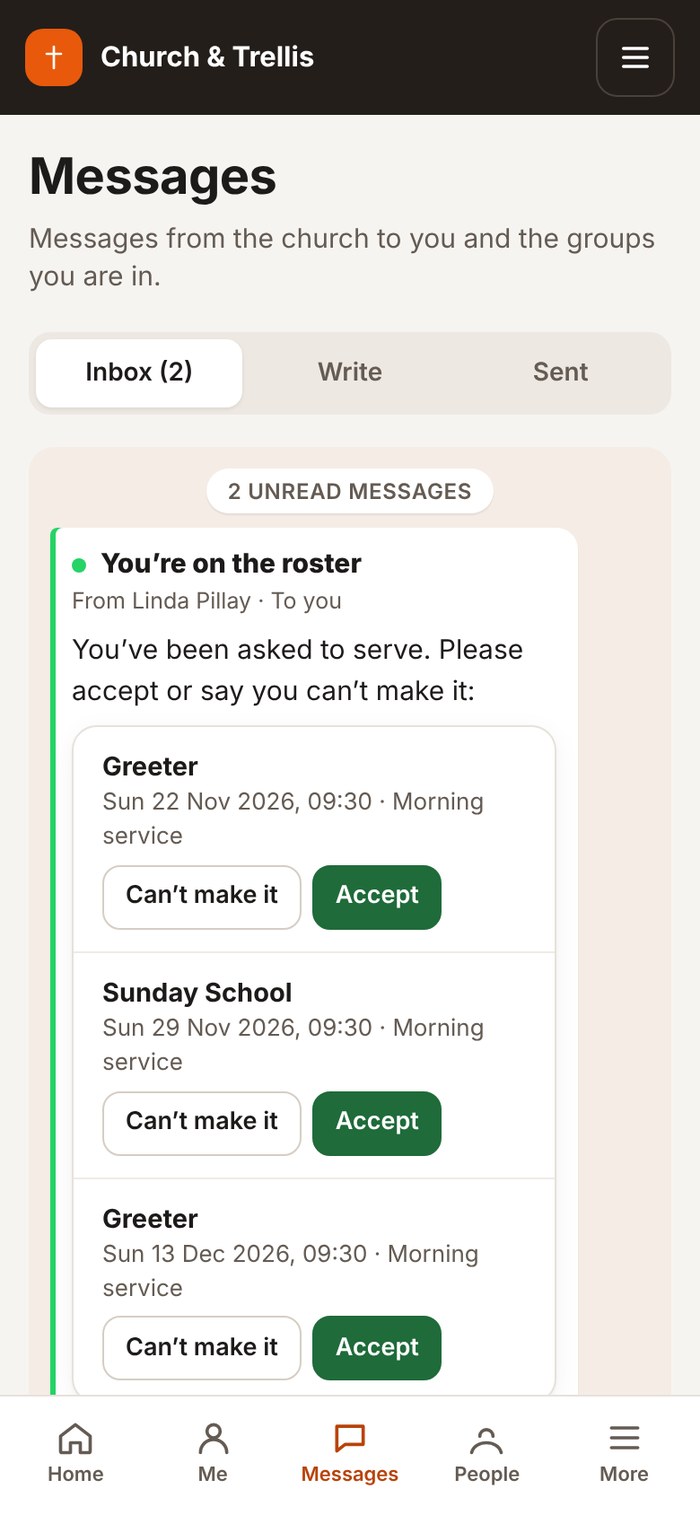 Church & Trellis
Messages
Messages from the church to you and the groups
you are in.
Inbox (2)
Write
Sent
2 UNREAD MESSAGES
You’re on the roster
From Linda Pillay · To you
You’ve been asked to serve. Please
accept or say you can’t make it:
Greeter
Sun 22 Nov 2026, 09:30 · Morning
service
Can’t make it
Accept
Sunday School
Sun 29 Nov 2026, 09:30 · Morning
service
Can’t make it
Accept
Greeter
Sun 13 Dec 2026, 09:30 · Morning
service
Can’t make it
Accept
Home
Me
Messages
People
More